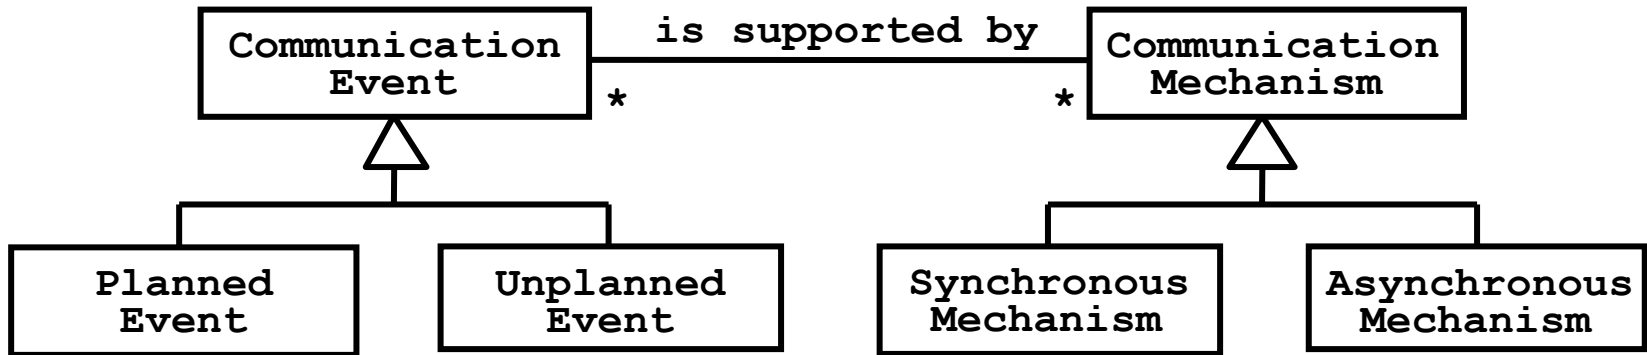 Communication
Event
is supported by
Communication
Mechanism
*
*
Planned
Event
Unplanned
Event
Synchronous
Mechanism
Asynchronous
Mechanism